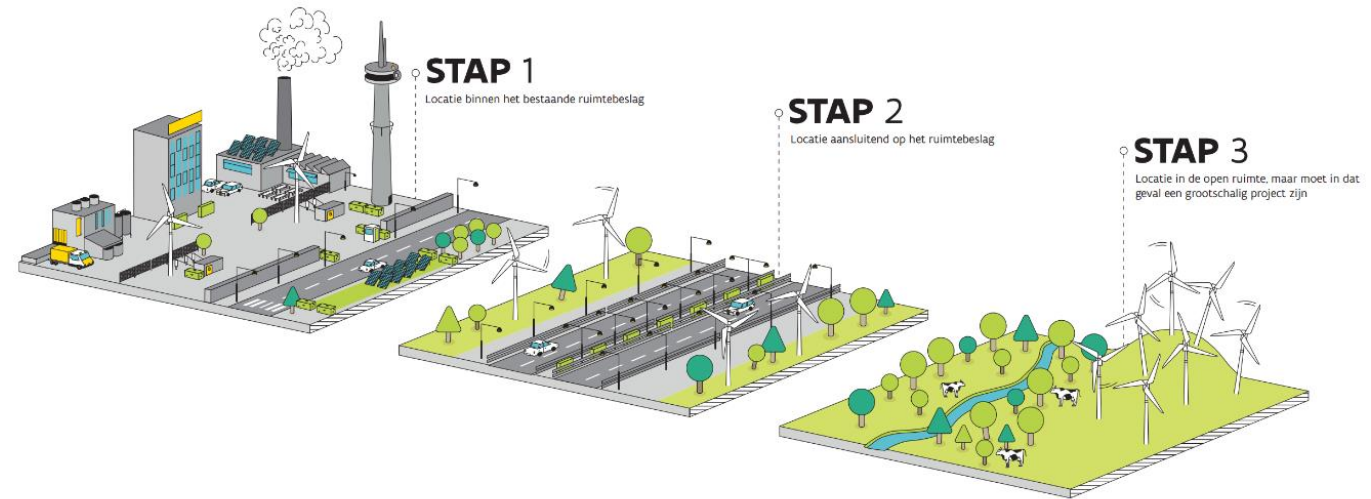 STAP 1
Locatie binnen het bestaande ruimtebeslag
STAP 2
Locatie aansluitend op het ruimtebeslag
STAP 3
Locatie in de open ruimte, maar moet in dat
geval een grootschalig project zijn